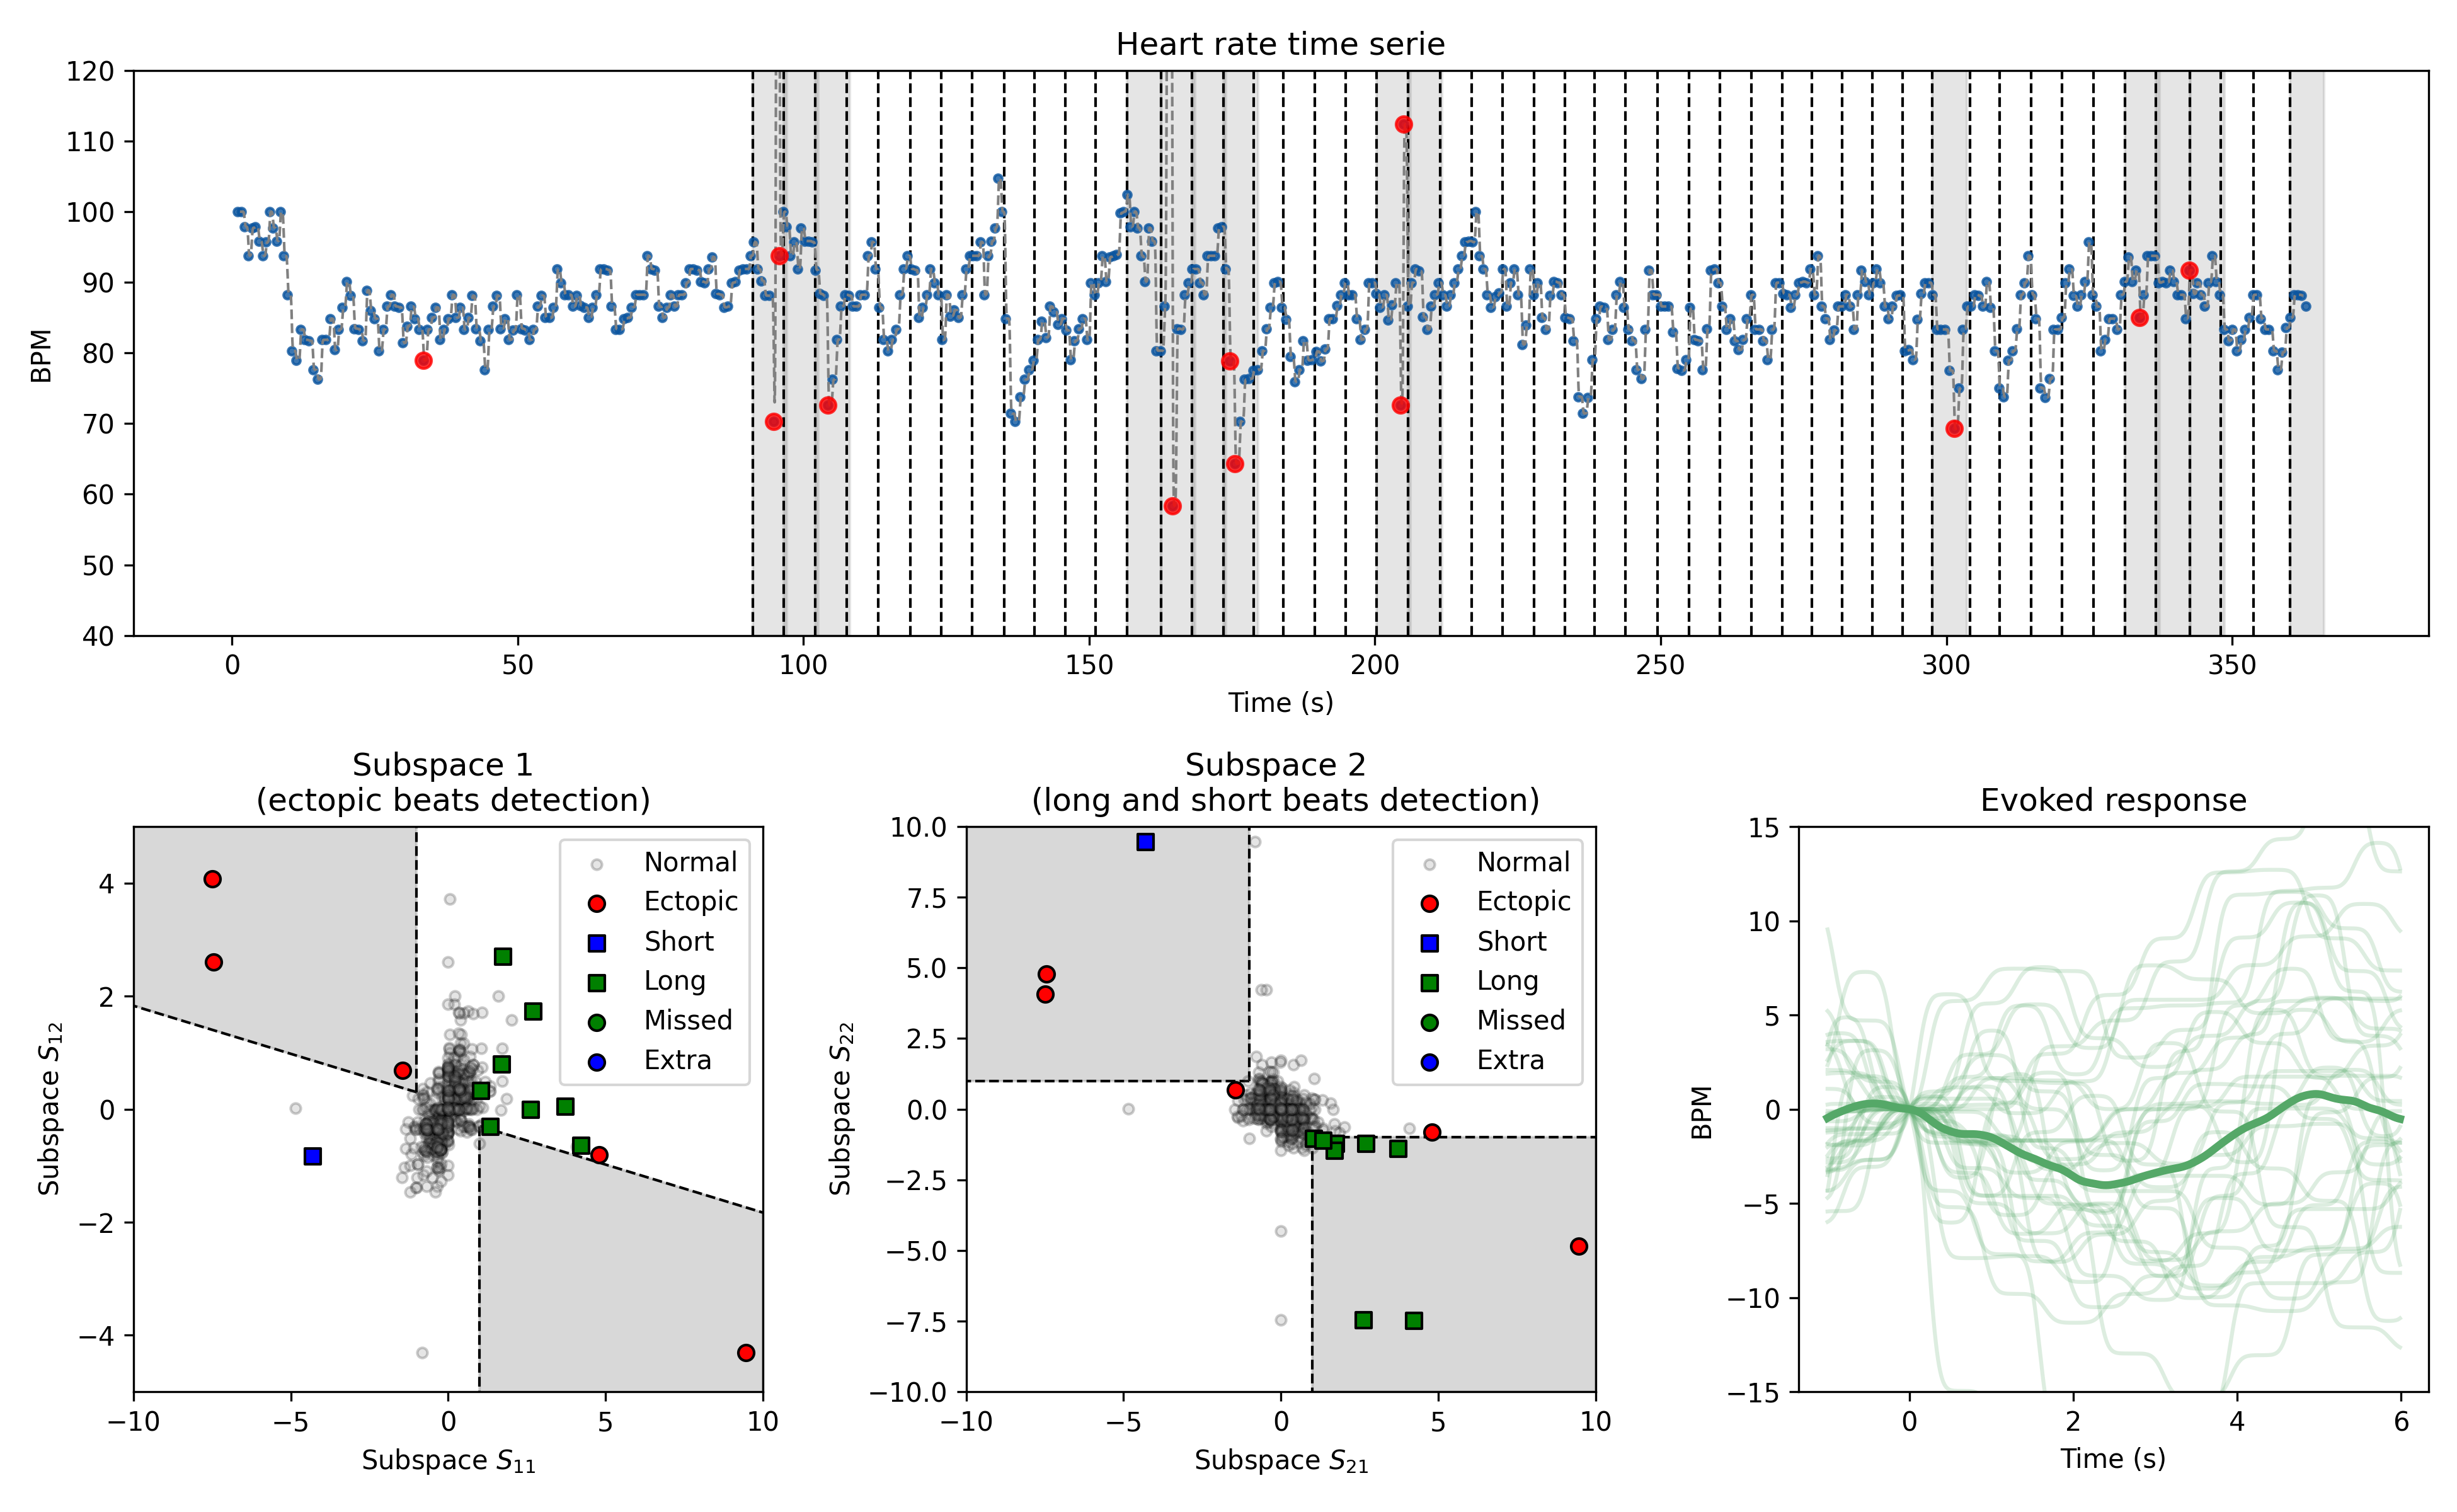 Heart rate time serie
120
110
100
90
80
70
60
50
40
BPM
0 50 100 150 200 250 300 350
Time (s)
Subspace 1
(ectopic beats detection)
4
2
0
−2
−4
Subspace S12
Normal
Ectopic
Short
Long
Missed
Extra
−10 −5 0 5 10
Subspace S11
Subspace 2
(long and short beats detection)
10.0
7.5
5.0
2.5
0.0
−2.5
−5.0
−7.5
−10.0
Subspace S22
Normal
Ectopic
Short
Long
Missed
Extra
−10 −5 0 5 10
Subspace S21
Evoked response
15
10
5
0
−5
−10
−15
BPM
0 2 4 6
Time (s)